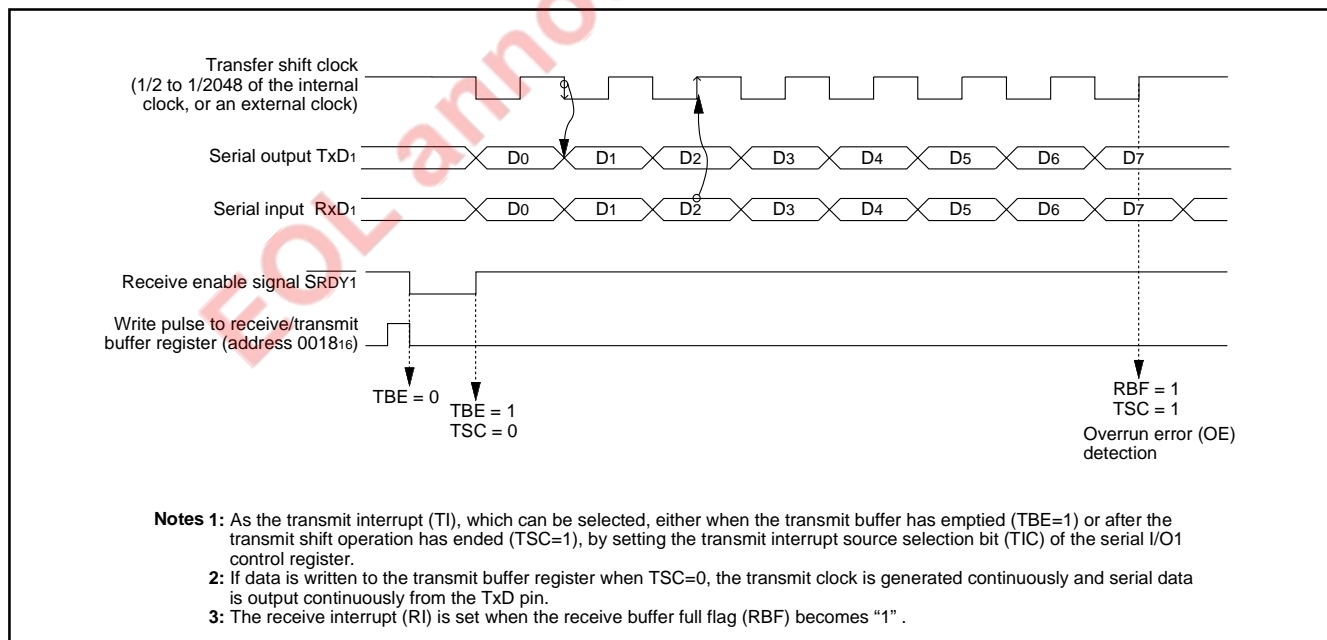 EOL anno
Transfer shift clock
(1/2 to 1/2048 of the internal
clock, or an external clock)
Serial output TxD1
D0 D1 D2 D3 D4 D5 D6 D7
Serial input RxD1
D0 D1 D2 D3 D4 D5 D6 D7
Receive enable signal SRDY1
Write pulse to receive/transmit
buffer register (address 001816)
TBE = 0
TBE = 1
TSC = 0
RBF = 1
TSC = 1
Overrun error (OE)
detection
Notes 1: As the transmit interrupt (TI), which can be selected, either when the transmit buffer has emptied (TBE=1) or after the
transmit shift operation has ended (TSC=1), by setting the transmit interrupt source selection bit (TIC) of the serial I/O1
control register.
2: If data is written to the transmit buffer register when TSC=0, the transmit clock is generated continuously and serial data
is output continuously from the TxD pin.
3: The receive interrupt (RI) is set when the receive buffer full flag (RBF) becomes “1” .